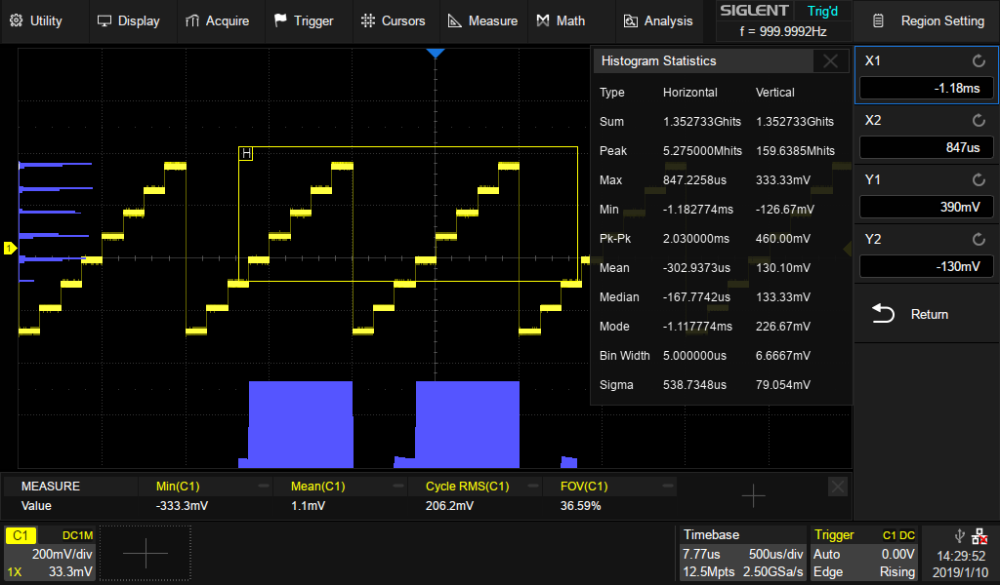 Utility Display Acquire Trigger Cursors Measure Math Analysis
SIGLENT Trig'd
f = 999.9992Hz
Region Setting
H
1
Histogram Statistics
Type Horizontal Vertical
Sum 1.352733Ghits 1.352733Ghits
Peak 5.275000Mhits 159.6385Mhits
Max 847.2258us 333.33mV
Min -1.182774ms -126.67mV
Pk-Pk 2.030000ms 460.00mV
Mean -302.9373us 130.10mV
Median -167.7742us 133.33mV
Mode -1.117774ms 226.67mV
Bin Width 5.000000us 6.6667mV
Sigma 538.7348us 79.054mV
X1
-1.18ms
X2
847us
Y1
390mV
Y2
-130mV
Return
MEASURE Min(C1) Mean(C1) Cycle RMS(C1) FOV(C1)
Value -333.3mV 1.1mV 206.2mV 36.59%
C1 DC1M
200mV/div
1X 33.3mV
Timebase
7.77us 500us/div
12.5Mpts 2.50GSa/s
Trigger C1 DC
Auto 0.00V
Edge Rising
14:29:52
2019/1/10